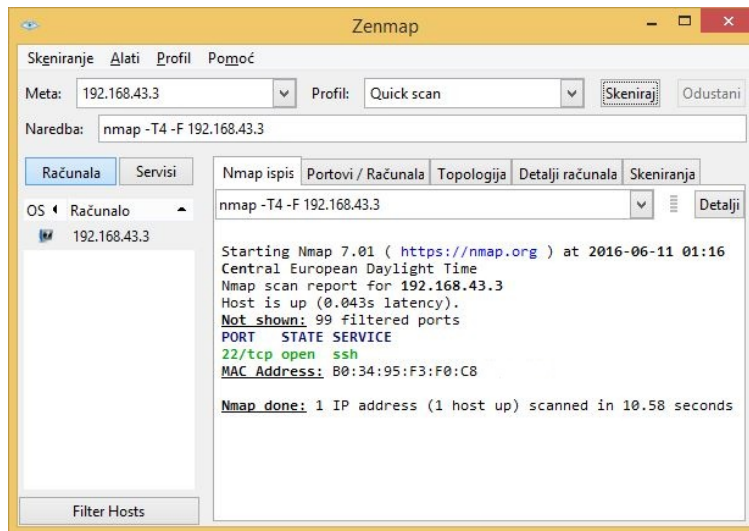 Zenmap
Skeniranje Alati Profil Pomoć
Meta: 192.168.43.3 Profil: Quick scan Skeniraj Odustani
Naredba: nmap -T4 -F 192.168.43.3
Računala Servisi
OS Računalo
192.168.43.3
Filter Hosts
Nmap ispis Portovi / Računala Topologija Detalji računala Skeniranja
nmap -T4 -F 192.168.43.3 Detalji
Starting Nmap 7.01 ( https://nmap.org ) at 2016-06-11 01:16
Central European Daylight Time
Nmap scan report for 192.168.43.3
Host is up (0.043s latency).
Not shown: 99 filtered ports
PORT STATE SERVICE
22/tcp open ssh
MAC Address: B0:34:95:F3:F0:C8
Nmap done: 1 IP address (1 host up) scanned in 10.58 seconds